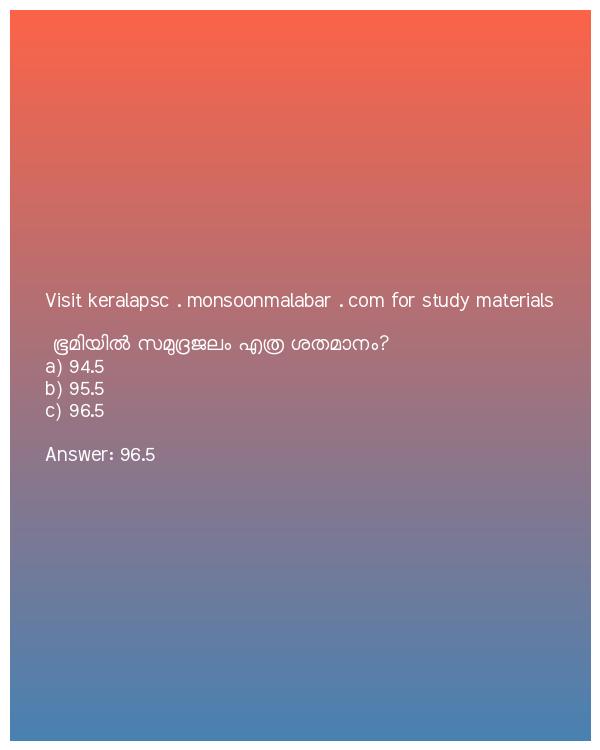 Visit keralapsc . monsoonmalabar . com for study materials
ഭൂമിയിൽ സമുദ്രജലം എത്ര ശതമാനം?
a) 94.5
b) 95.5
c) 96.5
Answer: 96.5